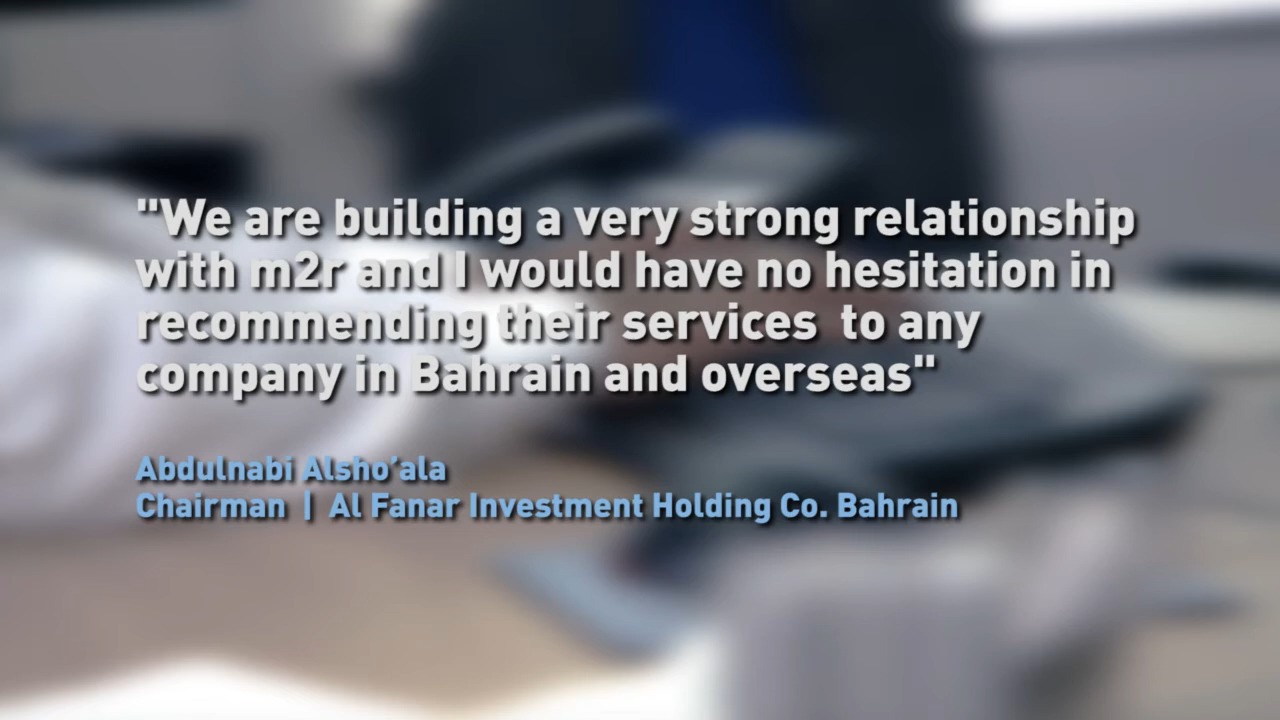 "We are building a very strong relationship
with m2r and I would have no hesitation in
recommending their services  to any
company in Bahrain and overseas"
Abdulnabi Alsho'ala
Chairman | Al Fanar Investment Holding Co. Bahrain